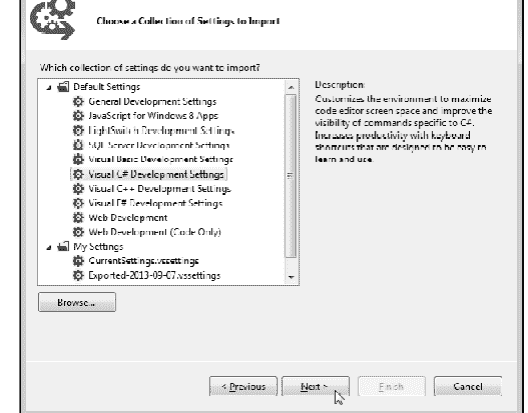 Choose a Collection of Settings to Import
Which collection of settings do you want to import?
Default Settings
General Development Settings
JavaScript for Windows 8 Apps
LightSwitch Development Settings
SQL Server Development Settings
Visual Basic Development Settings
Visual C# Development Settings
Visual C++ Development Settings
Visual F# Development Settings
Web Development
Web Development (Code Only)
My Settings
CurrentSettings.vssettings
Exported-2013-09-07.vssettings
Description:
Customizes the environment to maximize
code editor screen space and improve the
visibility of commands specific to C#.
Increases productivity with keyboard
shortcuts that are designed to be easy to
learn and use.
Browse...
< Previous
Next >
Finish
Cancel